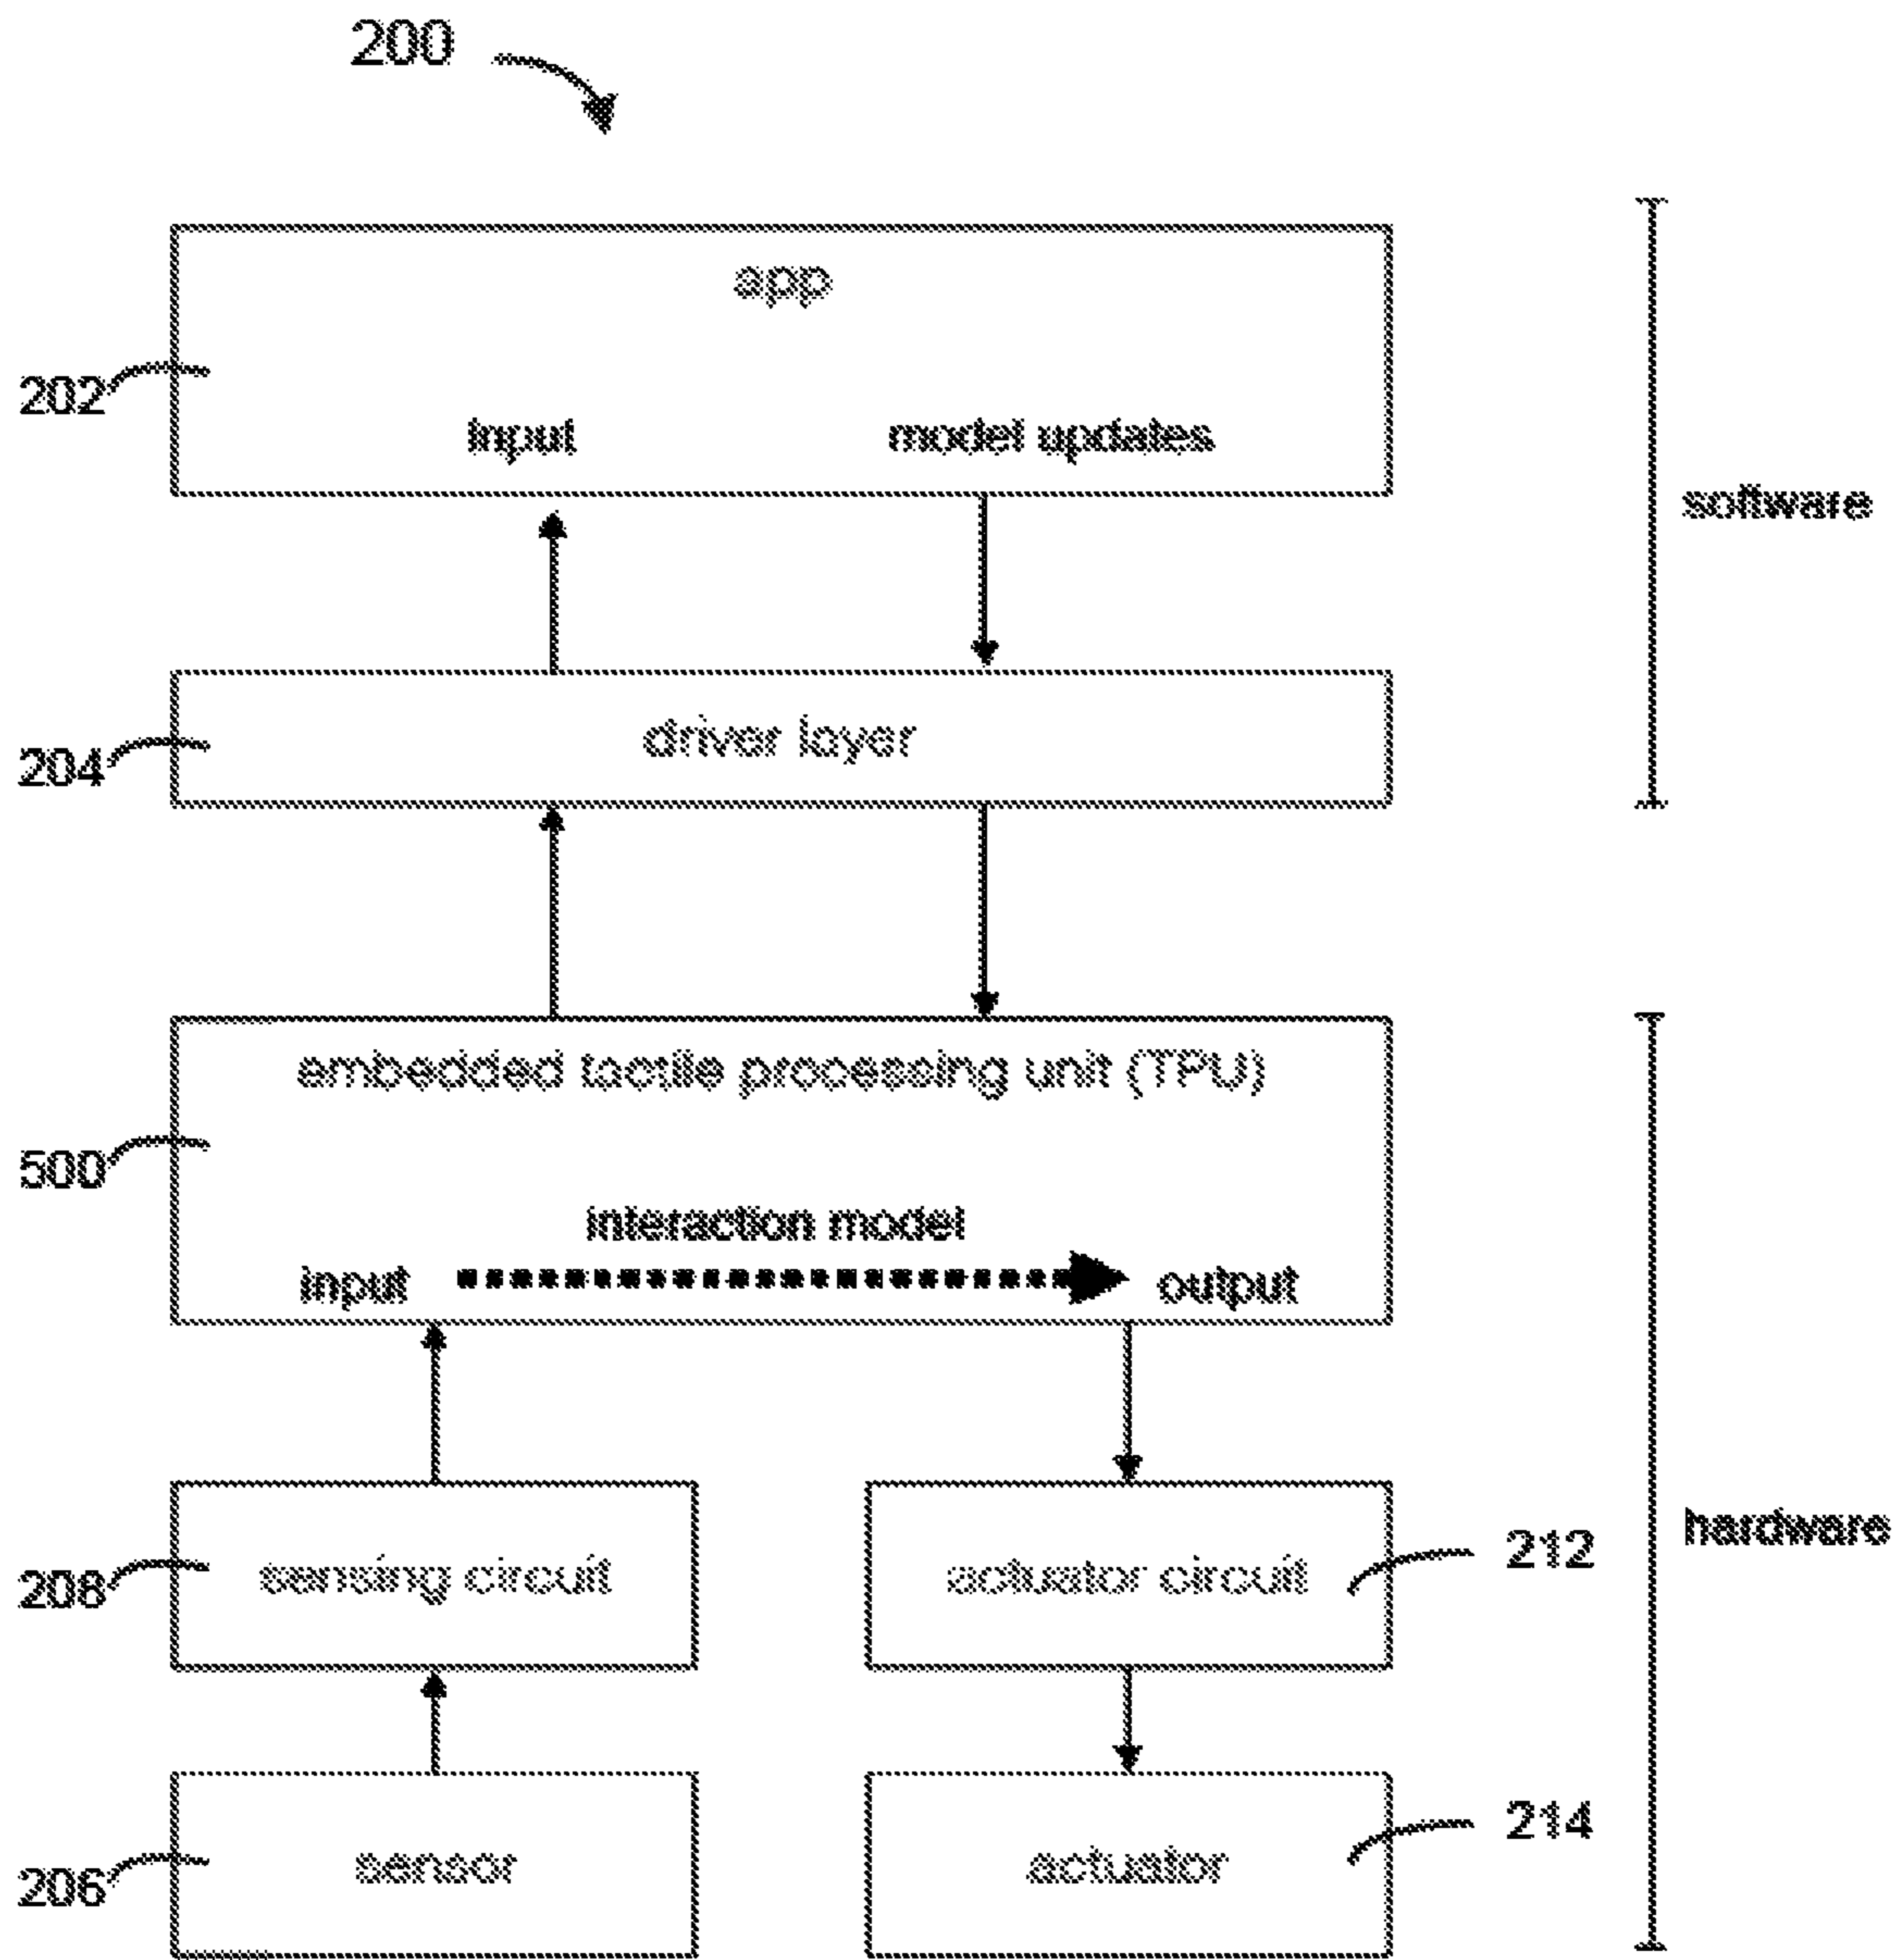 200
app
202
input
model updates
software
204
driver layer
embedded tactile processing unit (TPU)
500
interaction model
input
output
208
sensing circuit
actuator circuit
212
hardware
206
sensor
actuator
214